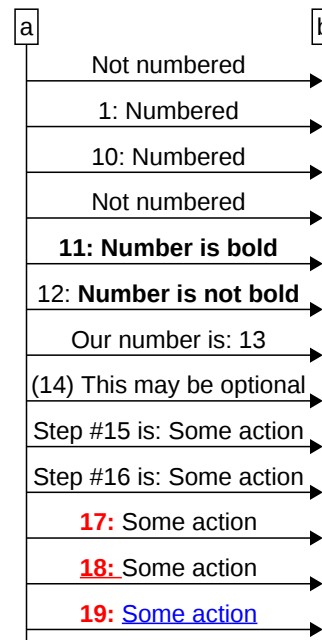 a
b
Not numbered
1: Numbered
10: Numbered
Not numbered
11: Number is bold
12: Number is not bold
Our number is: 13
(14) This may be optional
Step #15 is: Some action
Step #16 is: Some action
17: Some action
18: Some action
19: Some action